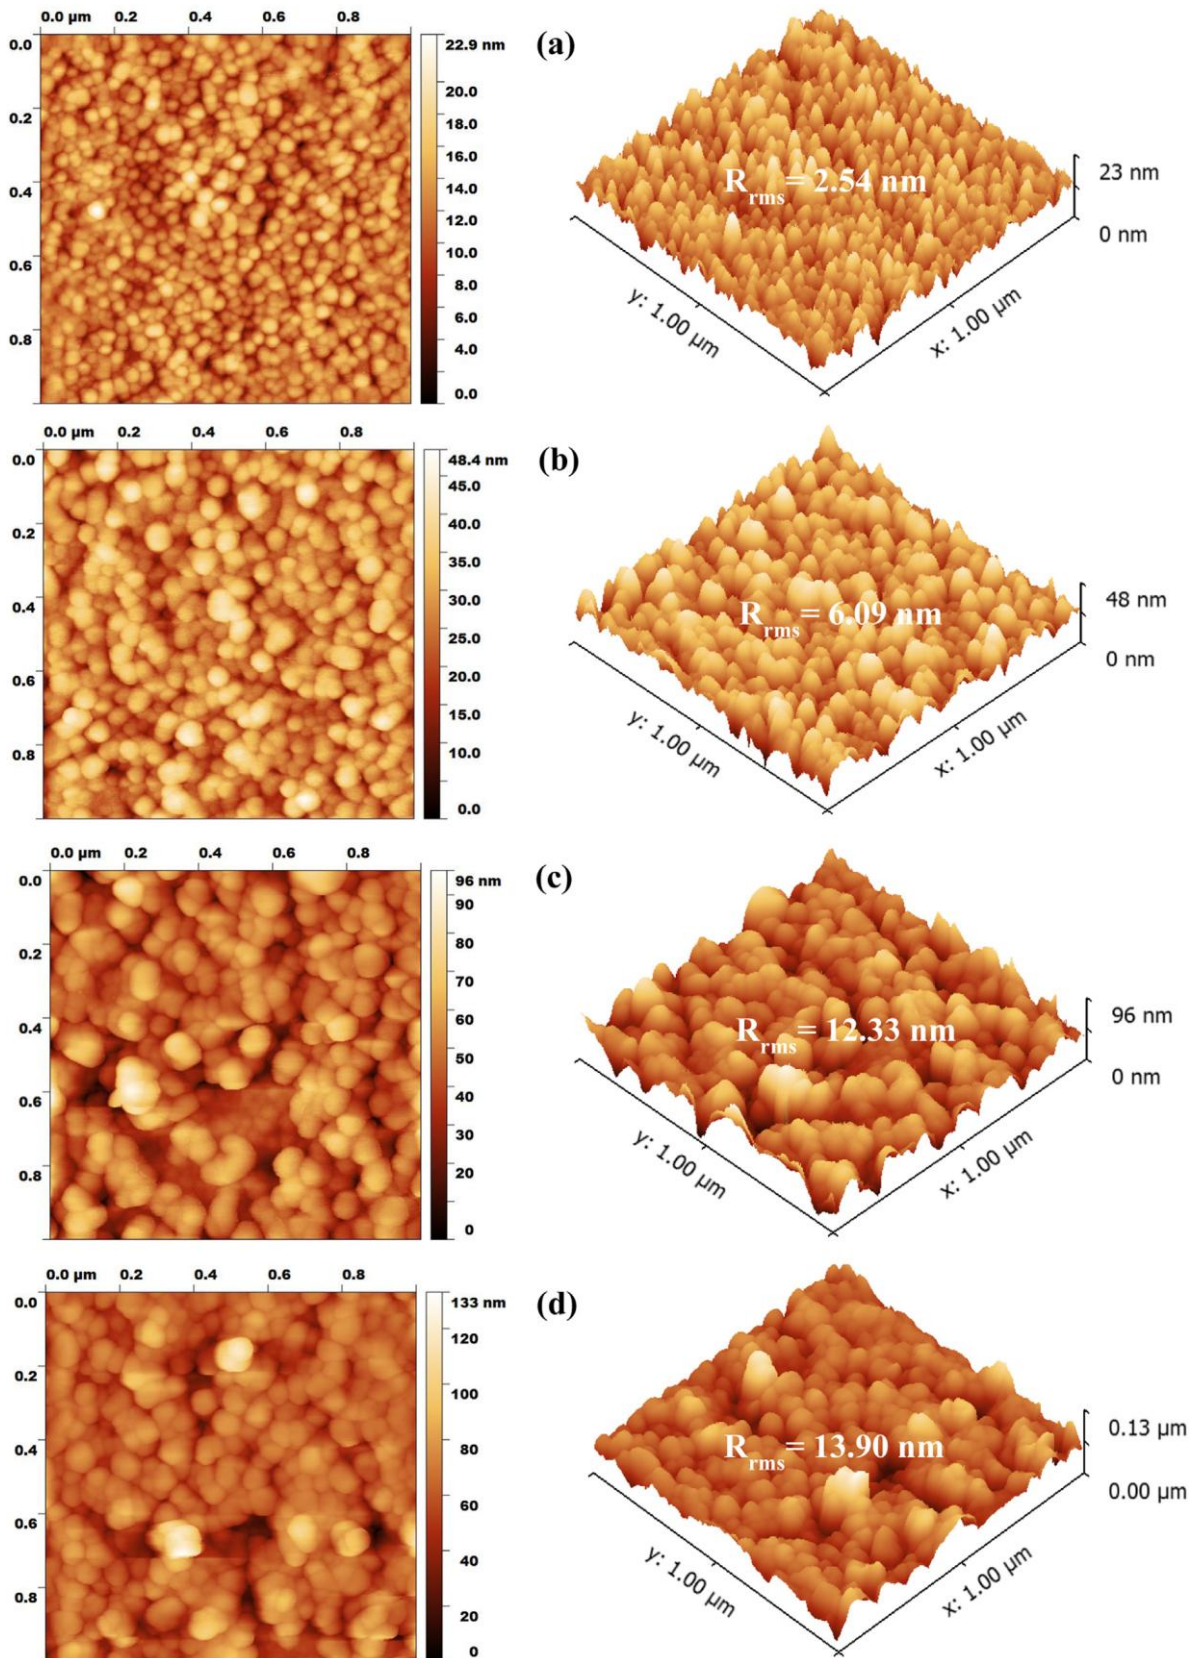 0.0 µm 0.2 0.4 0.6 0.8
0.0
0.2
0.4
0.6
0.8
22.9 nm
20.0
18.0
16.0
14.0
12.0
10.0
8.0
6.0
4.0
0.0
(a)
Rrms = 2.54 nm
23 nm
0 nm
y: 1.00 µm
x: 1.00 µm
0.0 µm 0.2 0.4 0.6 0.8
0.0
0.2
0.4
0.6
0.8
48.4 nm
45.0
40.0
35.0
30.0
25.0
20.0
15.0
10.0
0.0
(b)
Rrms = 6.09 nm
48 nm
0 nm
y: 1.00 µm
x: 1.00 µm
0.0 µm 0.2 0.4 0.6 0.8
0.0
0.2
0.4
0.6
0.8
96 nm
90
80
70
60
50
40
30
20
0
(c)
Rrms = 12.33 nm
96 nm
0 nm
y: 1.00 µm
x: 1.00 µm
0.0 µm 0.2 0.4 0.6 0.8
0.0
0.2
0.4
0.6
0.8
133 nm
120
100
80
60
40
20
0
(d)
Rrms = 13.90 nm
0.13 µm
0.00 µm
y: 1.00 µm
x: 1.00 µm